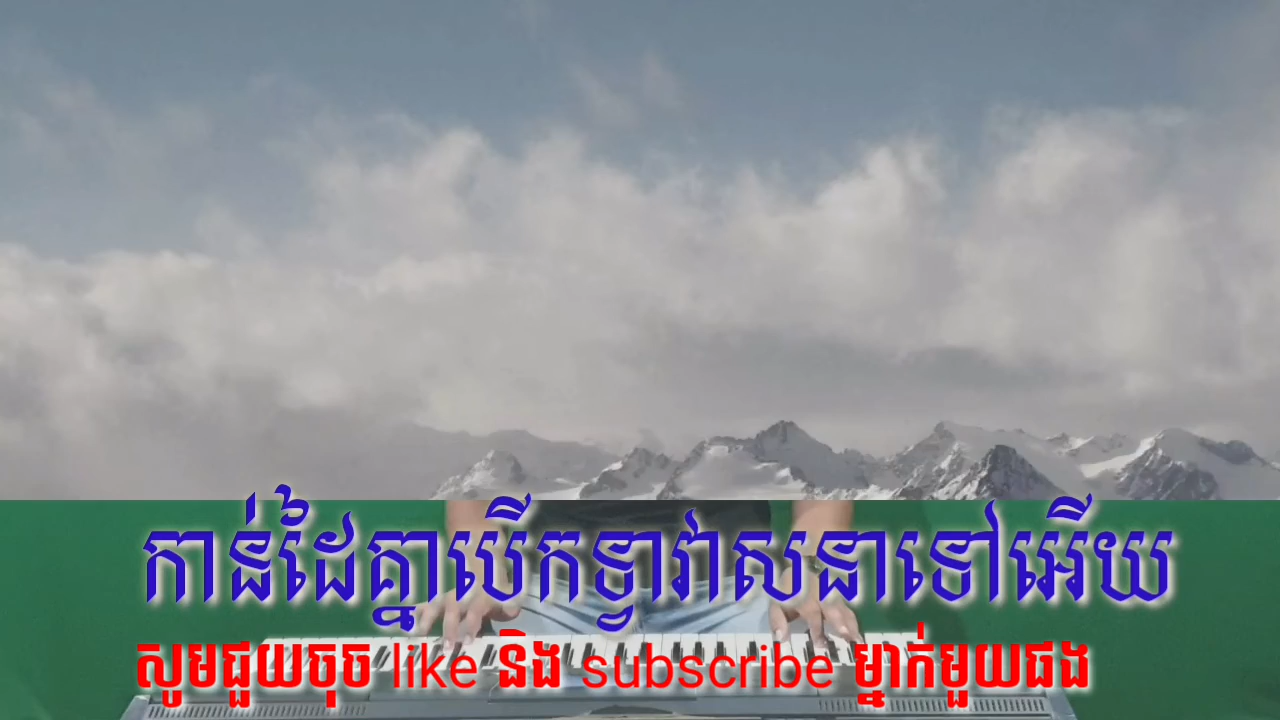 កាន់ដៃគ្នាបើកទ្វាវាសនាទៅអើយ
សូមជួយចុច like និង subscribe ម្នាក់មួយផង